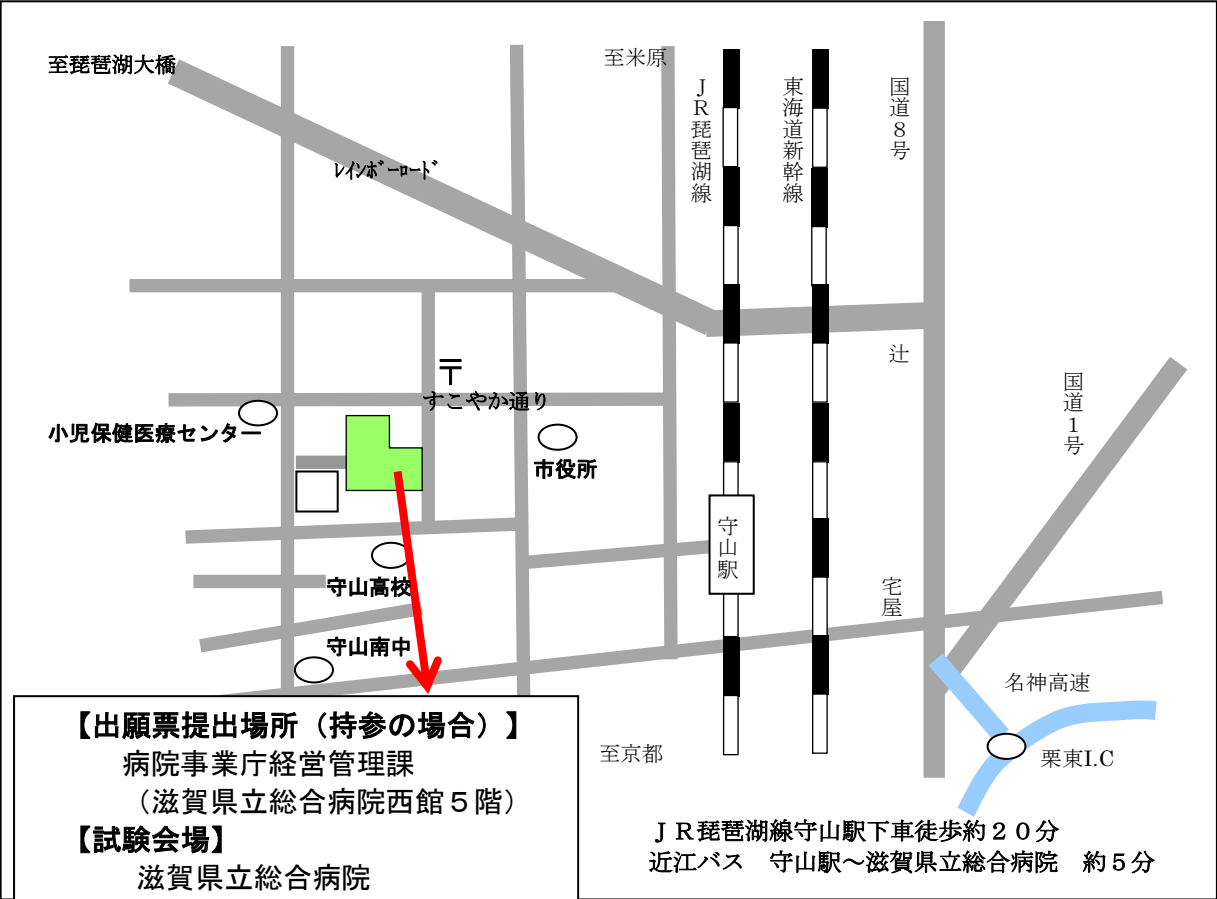 至琵琶湖大橋
至米原
ＪＲ琵琶湖線
東海道新幹線
国道８号
ﾚｲﾝﾎﾞｰﾛｰﾄﾞ
辻
〒
すこやか通り
国道１号
小児保健医療センター
市役所
守山駅
守山高校
宅屋
守山南中
名神高速
至京都
栗東I.C
【出願票提出場所（持参の場合）】
病院事業庁経営管理課
（滋賀県立総合病院西館５階）
【試験会場】
滋賀県立総合病院
ＪＲ琵琶湖線守山駅下車徒歩約２０分
近江バス　守山駅～滋賀県立総合病院　約５分